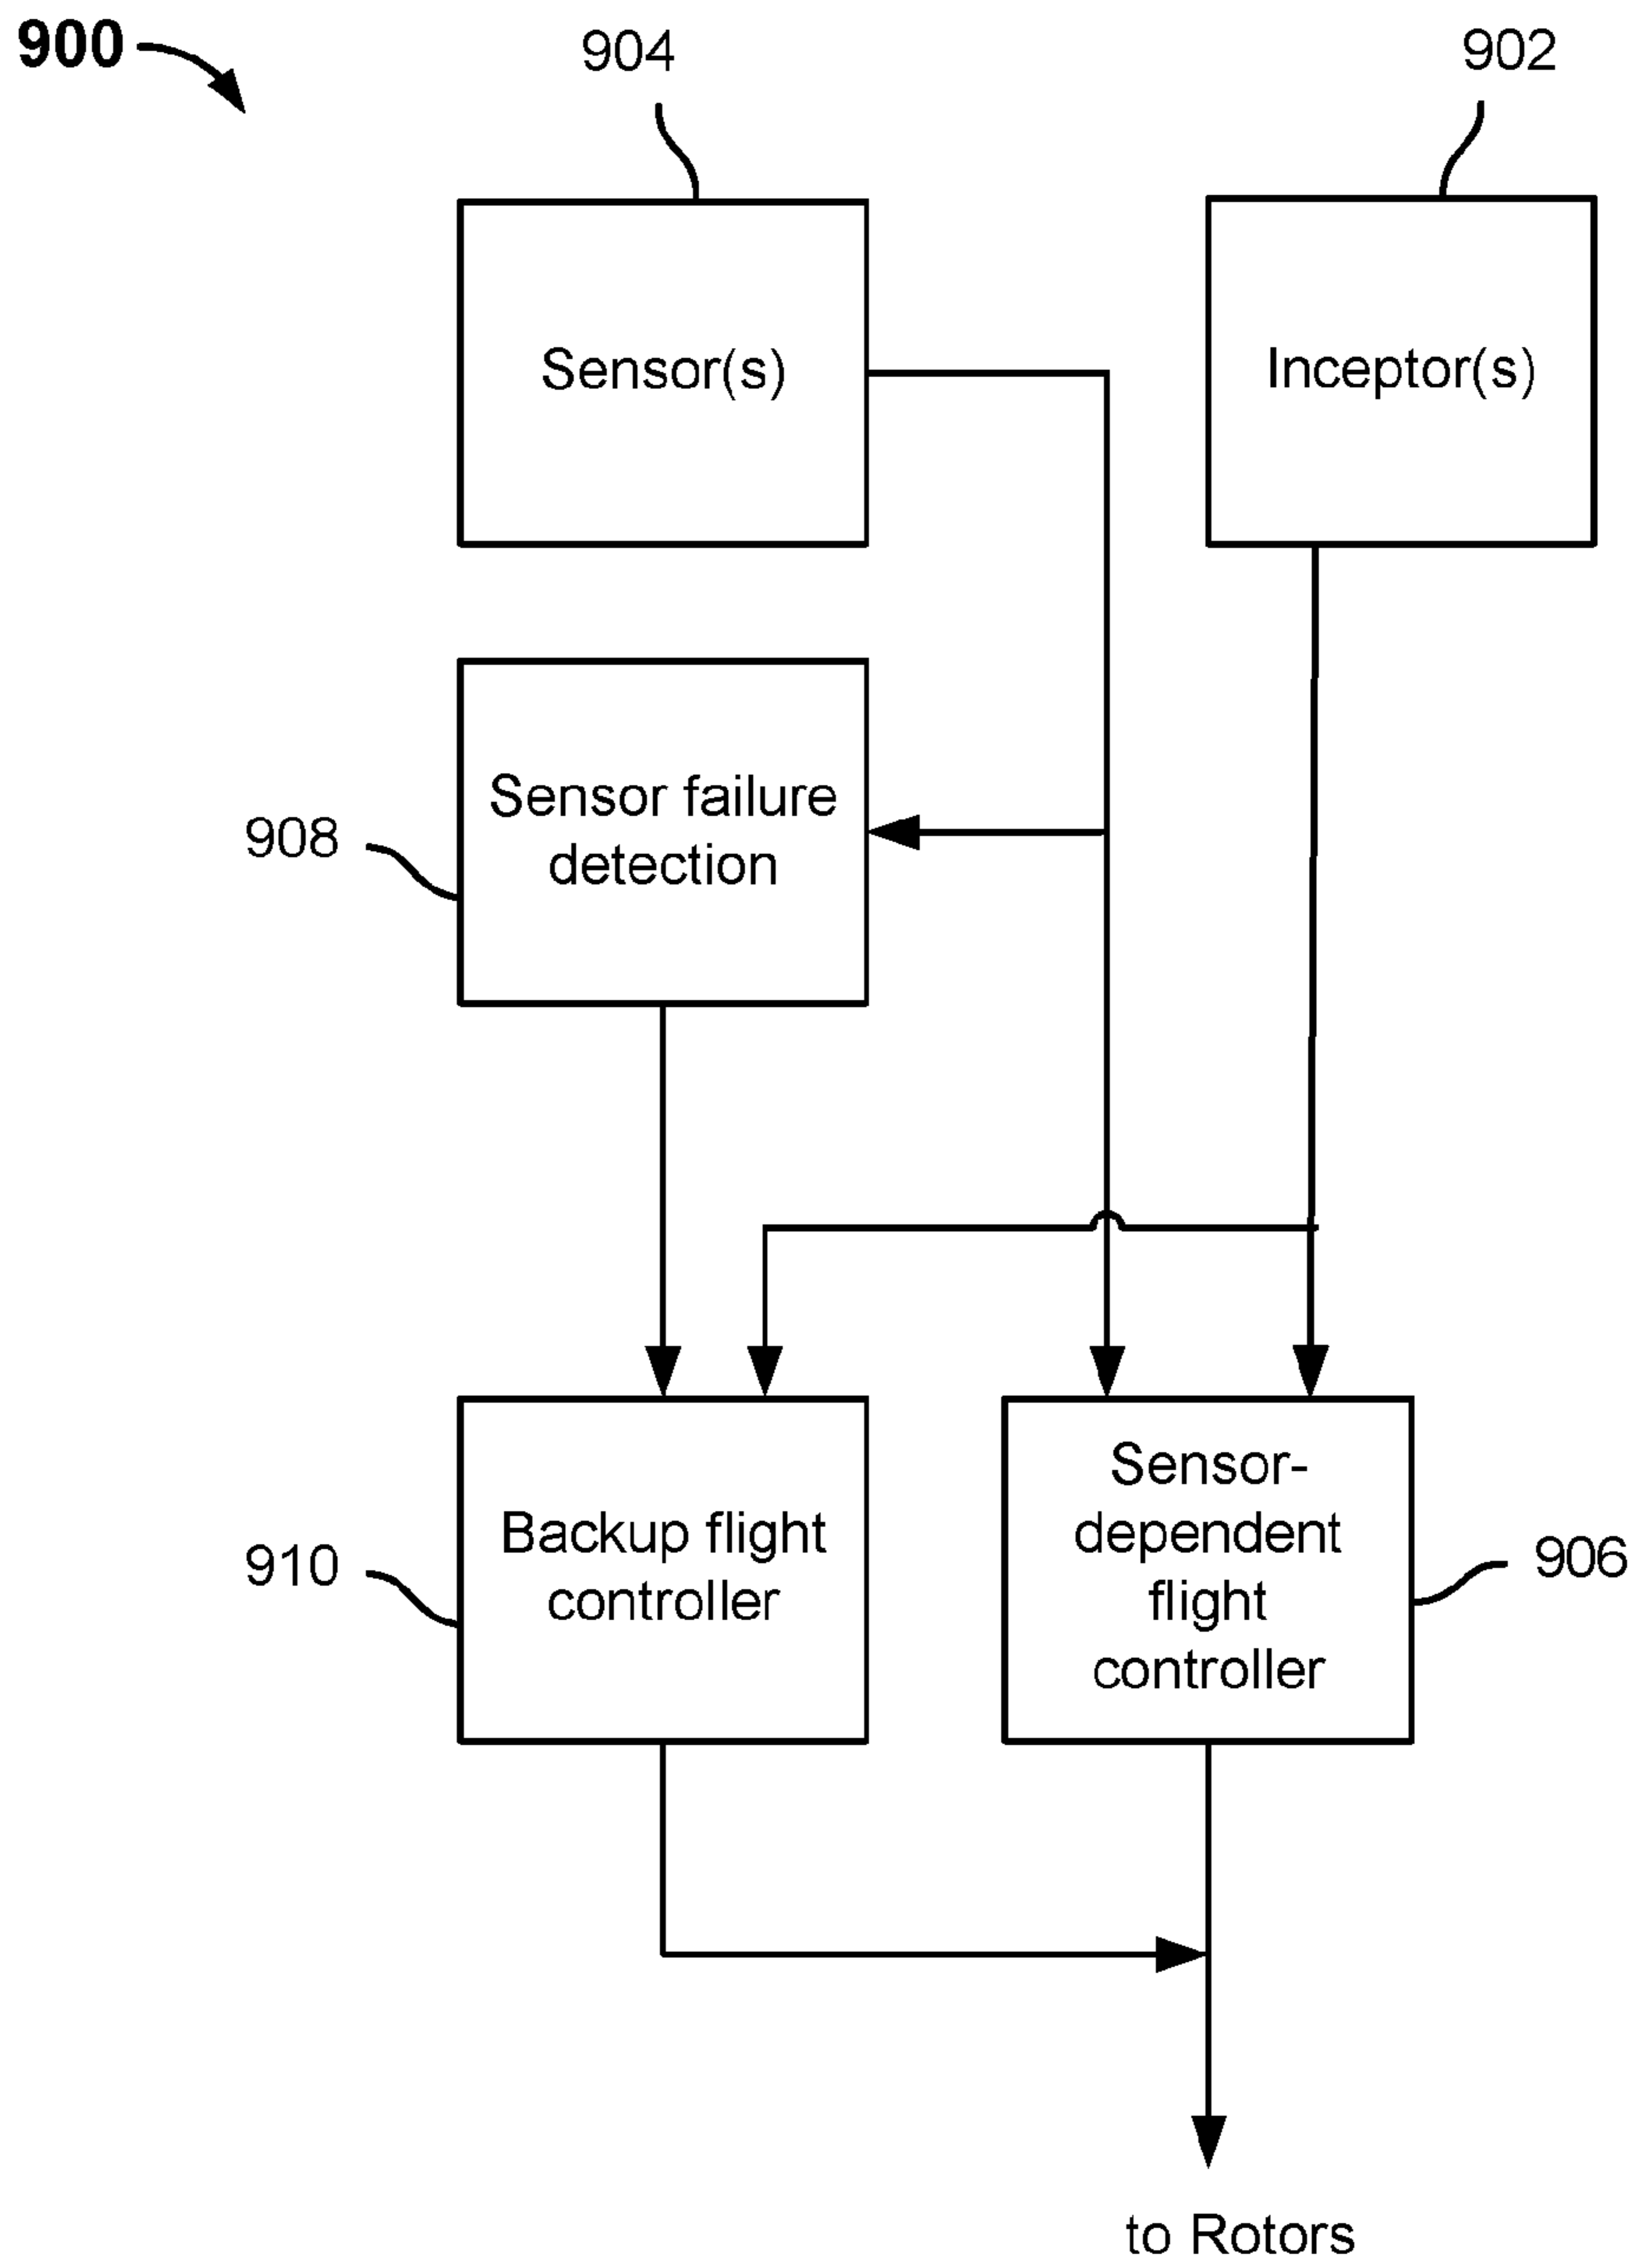 900
904
902
Sensor(s)
Inceptor(s)
Sensor failure
detection
908
Backup flight
controller
910
Sensor-
dependent
flight
controller
906
to Rotors